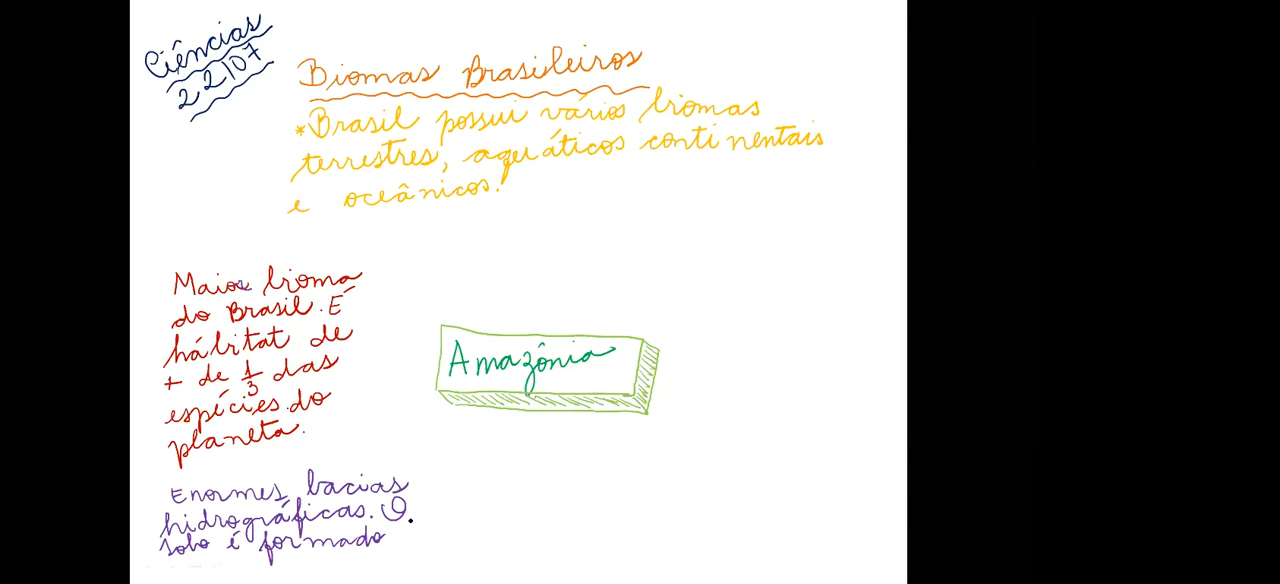 Ciências
22/07
Biomas Brasileiros
*Brasil possui vários biomas
terrestres, aquáticos continentais
e oceânicos.
Maior bioma
do Brasil. É
hábitat de
+ de 1/3 das
espécies do
planeta.
Amazônia
Enormes bacias
hidrográficas. O
solo é formado